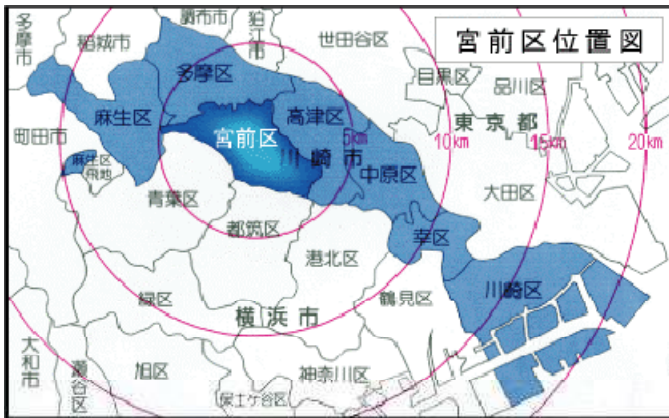 宮前区位置図
多摩市
稲城市
調布市
狛江市
世田谷区
目黒区
品川区
東京都
多摩区
高津区
麻生区
宮前区
5km
10km
15km
20km
町田市
川崎市
中原区
麻生区
飛地
大田区
青葉区
都筑区
幸区
港北区
川崎区
緑区
横浜市
鶴見区
大和市
瀬谷区
旭区
神奈川区
保土ケ谷区